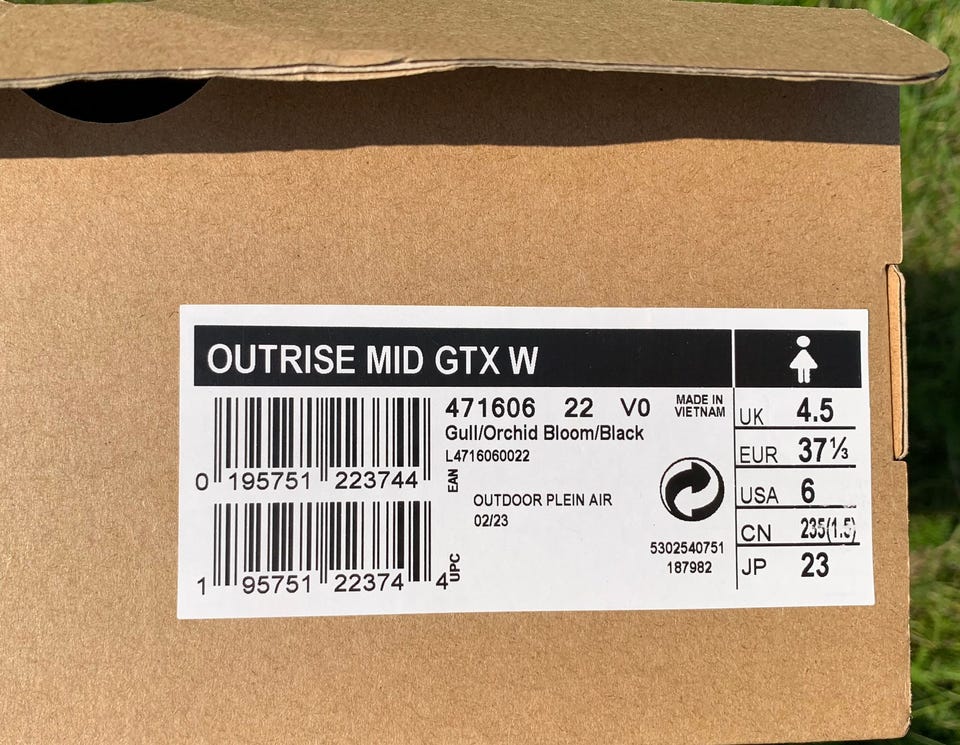 OUTRISE MID GTX W
471606 22 V0
MADE IN
VIETNAM
Gull/Orchid Bloom/Black
L4716060022
0 195751 223744
EAN
OUTDOOR PLEIN AIR
02/23
1 95751 22374 4
UPC
5302540751
187982
UK 4.5
EUR 37⅓
USA 6
CN 235(1.5)
JP 23